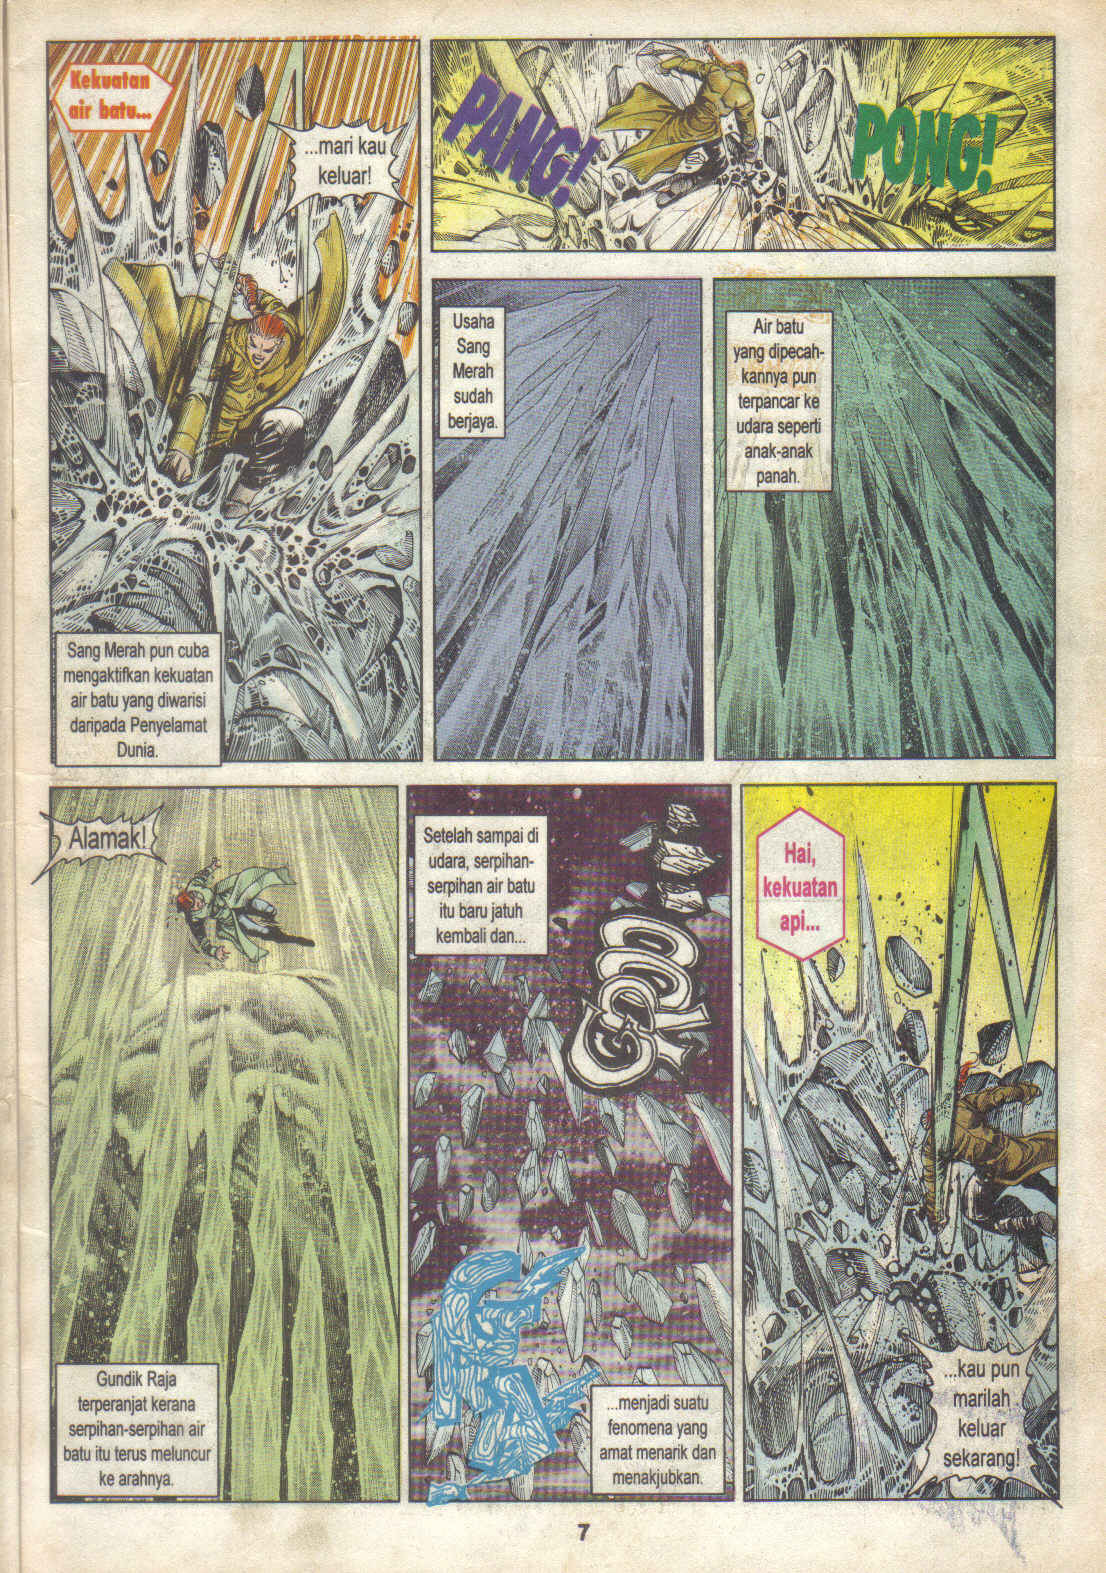 Kekuatan
air batu...
...mari kau
keluar!
Sang Merah pun cuba
mengaktifkan kekuatan
air batu yang diwarisi
daripada Penyelamat
Dunia.
PANG!
PONG!
Usaha
Sang
Merah
sudah
berjaya.
Air batu
yang dipecah-
kannya pun
terpancar ke
udara seperti
anak-anak
panah.
Alamak!
Gundik Raja
terperanjat kerana
serpihan-serpihan air
batu itu terus meluncur
ke arahnya.
Setelah sampai di
udara, serpihan-
serpihan air batu
itu baru jatuh
kembali dan...
...menjadi suatu
fenomena yang
amat menarik dan
menakjubkan.
Hai,
kekuatan
api...
...kau pun
marilah
keluar
sekarang!
7